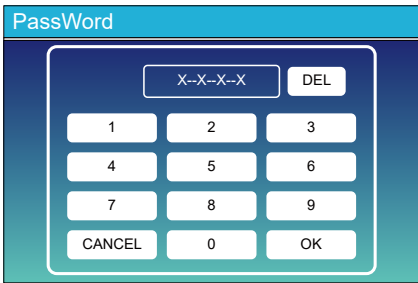 PassWord
X--X--X--X DEL
1 2 3
4 5 6
7 8 9
CANCEL 0 OK